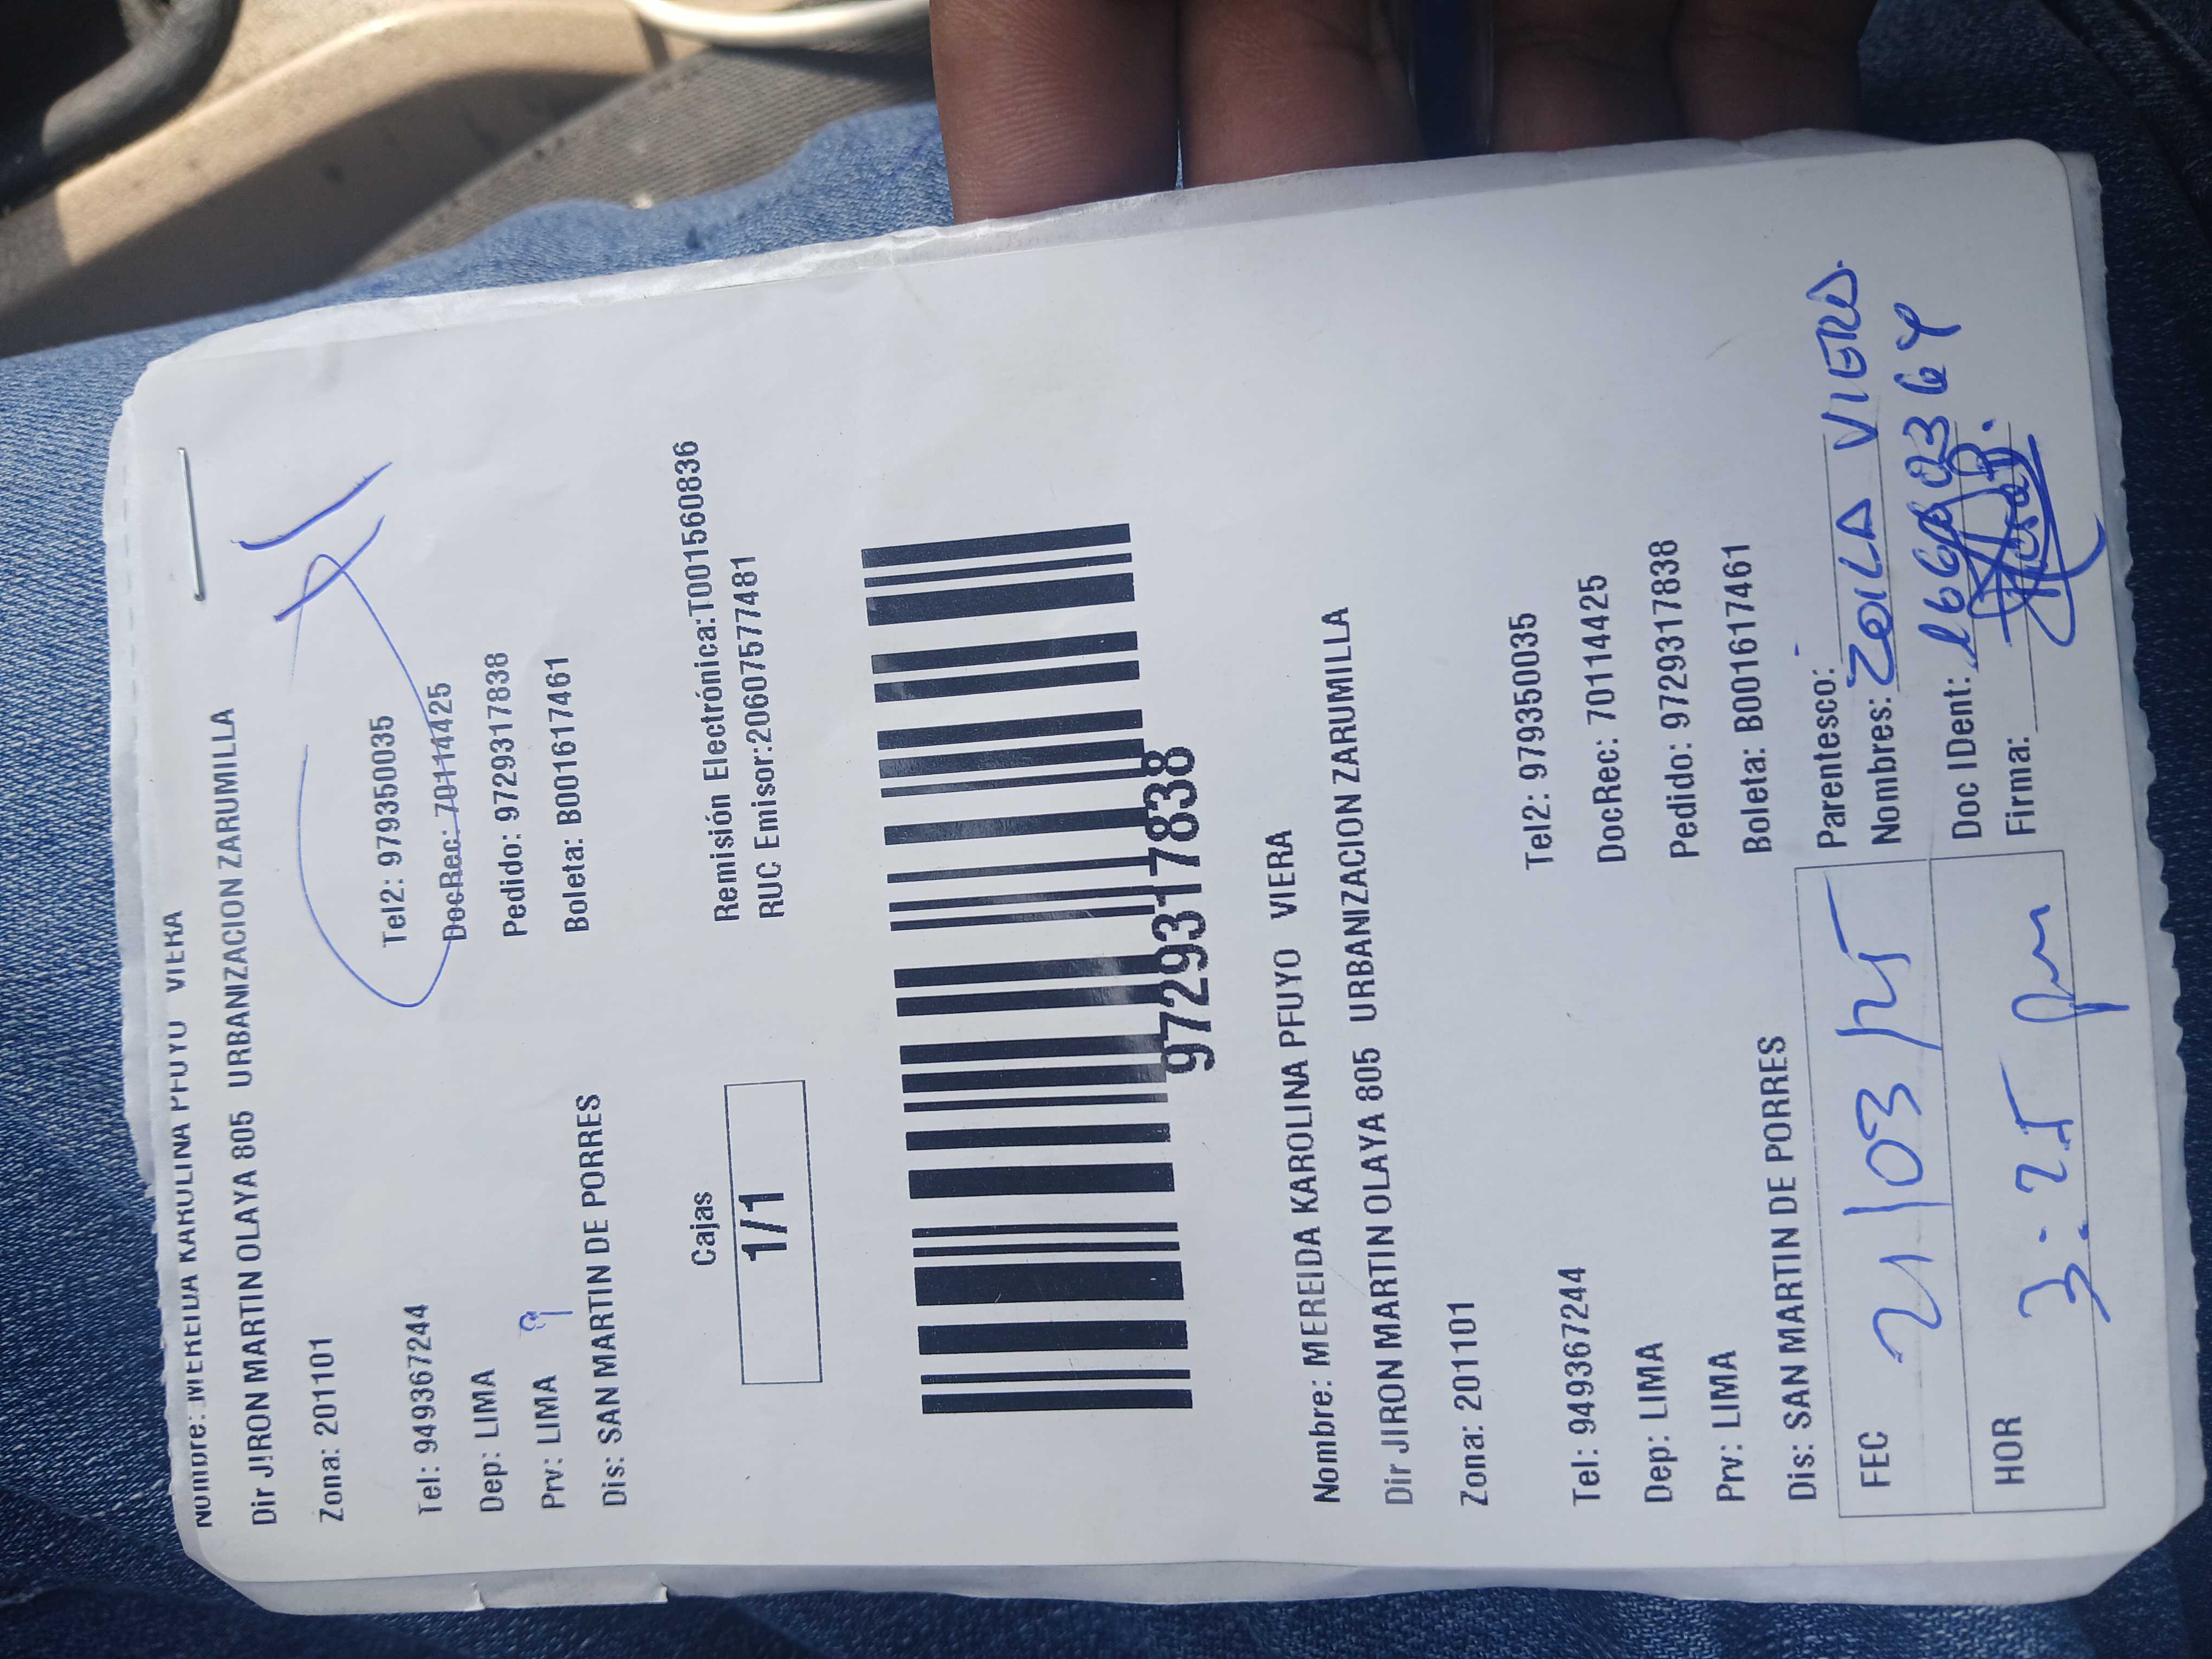 Nombre: MEREIDA KAROLINA PFUYO VIERA
Dir JIRON MARTIN OLAYA 805 URBANIZACION ZARUMILLA
Zona: 201101
Tel: 949367244 Tel2: 979350035
Dep: LIMA DocRec: 70114425
Prv: LIMA 9 Pedido: 9729317838
Dis: SAN MARTIN DE PORRES Boleta: B001617461
Cajas Remisión Electrónica:T001560836
1/1 RUC Emisor:20607577481
9729317838
Nombre: MEREIDA KAROLINA PFUYO VIERA
Dir JIRON MARTIN OLAYA 805 URBANIZACION ZARUMILLA
Zona: 201101
Tel: 949367244 Tel2: 979350035
Dep: LIMA DocRec: 70114425
Prv: LIMA Pedido: 9729317838
Dis: SAN MARTIN DE PORRES Boleta: B001617461
FEC 21/03/25 Parentesco: -
Nombres: ZOILA VIERA.
HOR 3:25 pm Doc IDent:
Firma: